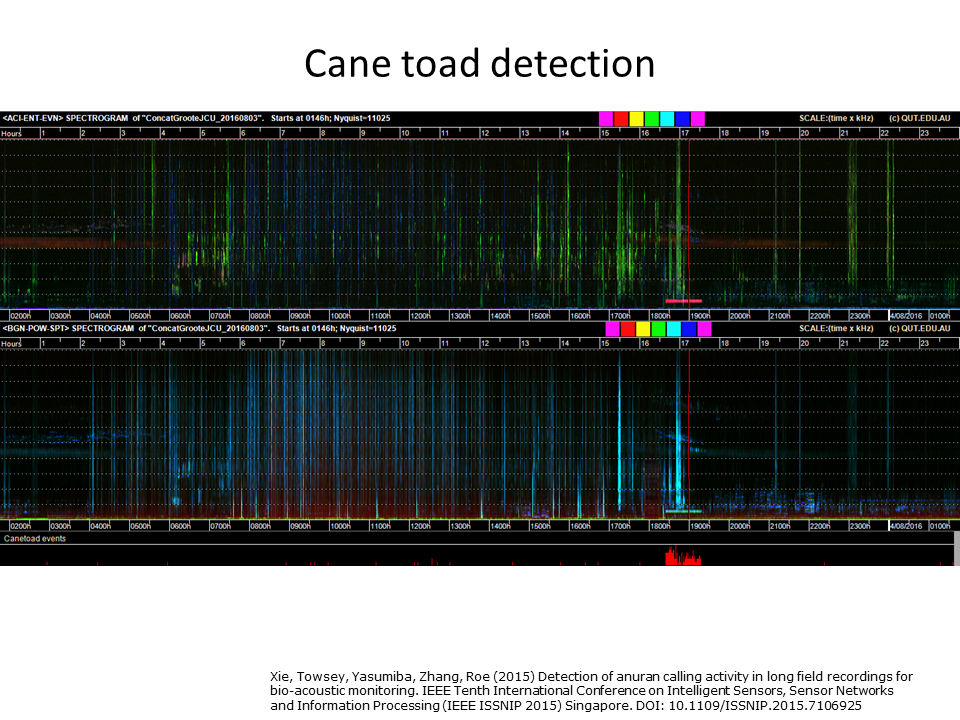 Cane toad detection
<ACI-ENT-EVN> SPECTROGRAM of "ConcatGrooteJCU_20160803". Starts at 0146h; Nyquist=11025 SCALE:(time x kHz) (c) QUT.EDU.AU
Hours 1 2 3 4 5 6 7 8 9 10 11 12 13 14 15 16 17 18 19 20 21 22 23
0200h 0300h 0400h 0500h 0600h 0700h 0800h 0900h 1000h 1100h 1200h 1300h 1400h 1500h 1600h 1700h 1800h 1900h 2000h 2100h 2200h 2300h 4/08/2016 0100h
<BGN-POW-SPT> SPECTROGRAM of "ConcatGrooteJCU_20160803". Starts at 0146h; Nyquist=11025 SCALE:(time x kHz) (c) QUT.EDU.AU
Hours 1 2 3 4 5 6 7 8 9 10 11 12 13 14 15 16 17 18 19 20 21 22 23
0200h 0300h 0400h 0500h 0600h 0700h 0800h 0900h 1000h 1100h 1200h 1300h 1400h 1500h 1600h 1700h 1800h 1900h 2000h 2100h 2200h 2300h 4/08/2016 0100h
Canetoad events
Xie, Towsey, Yasumiba, Zhang, Roe (2015) Detection of anuran calling activity in long field recordings for
bio-acoustic monitoring. IEEE Tenth International Conference on Intelligent Sensors, Sensor Networks
and Information Processing (IEEE ISSNIP 2015) Singapore. DOI: 10.1109/ISSNIP.2015.7106925